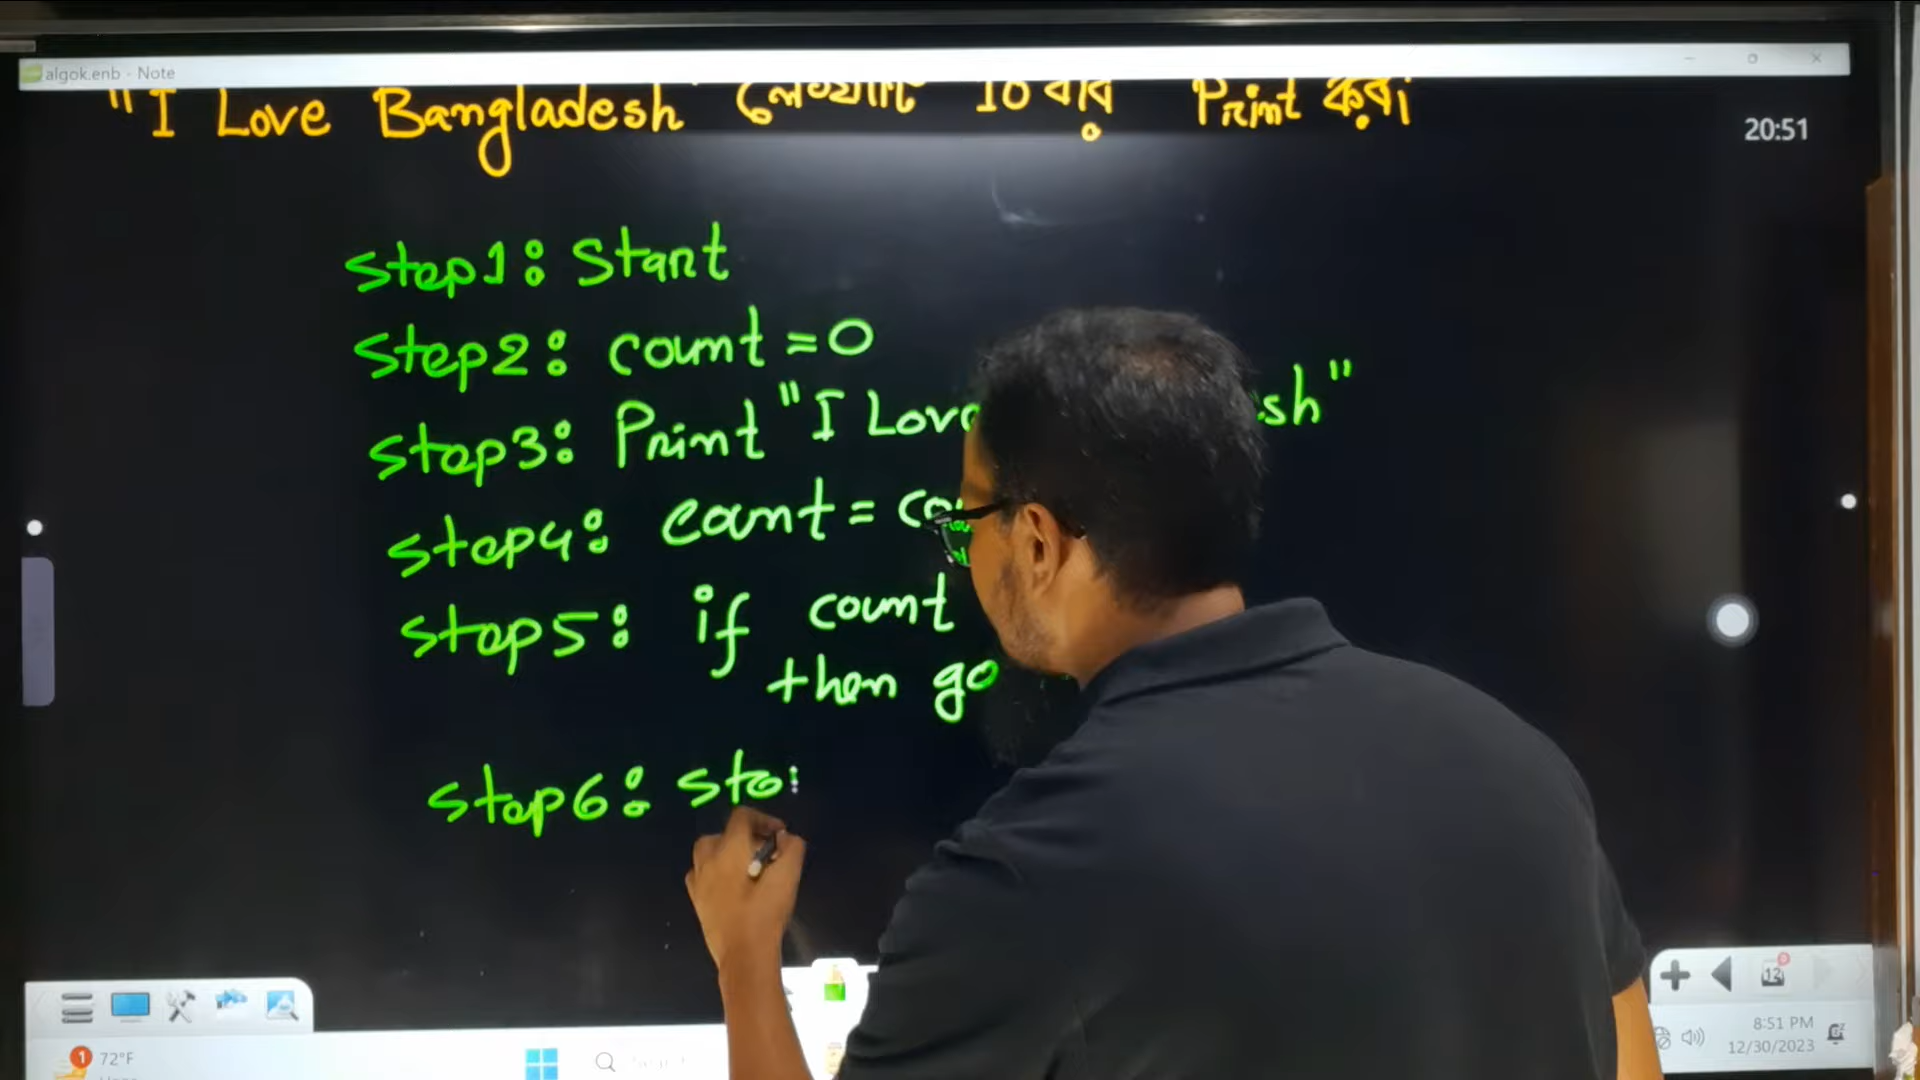 algok.enb - Note
"I Love Bangladesh" লেখাটি 10 বার Print কর।
20:51
Step1: Start
Step2: count = 0
Step3: Print "I Love sh"
Step4: count =
Step5: if count
then go
Step6: sto
12
72°F
8:51 PM
12/30/2023